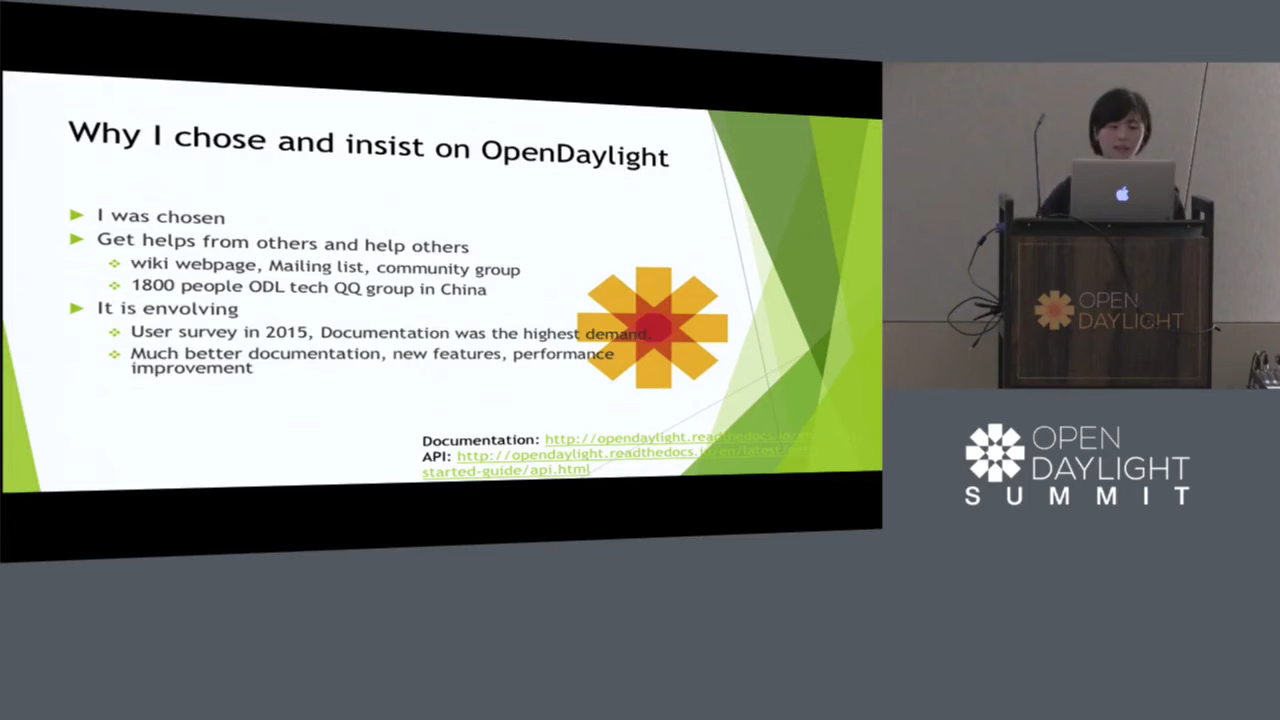 Why I chose and insist on OpenDaylight
I was chosen
Get helps from others and help others
wiki webpage, Mailing list, community group
1800 people ODL tech QQ group in China
It is envolving
User survey in 2015, Documentation was the highest demand,
Much better documentation, new features, performance
improvement
Documentation: http://opendaylight.readthedocs.io/en/
API: http://opendaylight.readthedocs.io/en/latest/
started-guide/api.html
OPEN
DAYLIGHT
OPEN
DAYLIGHT
SUMMIT